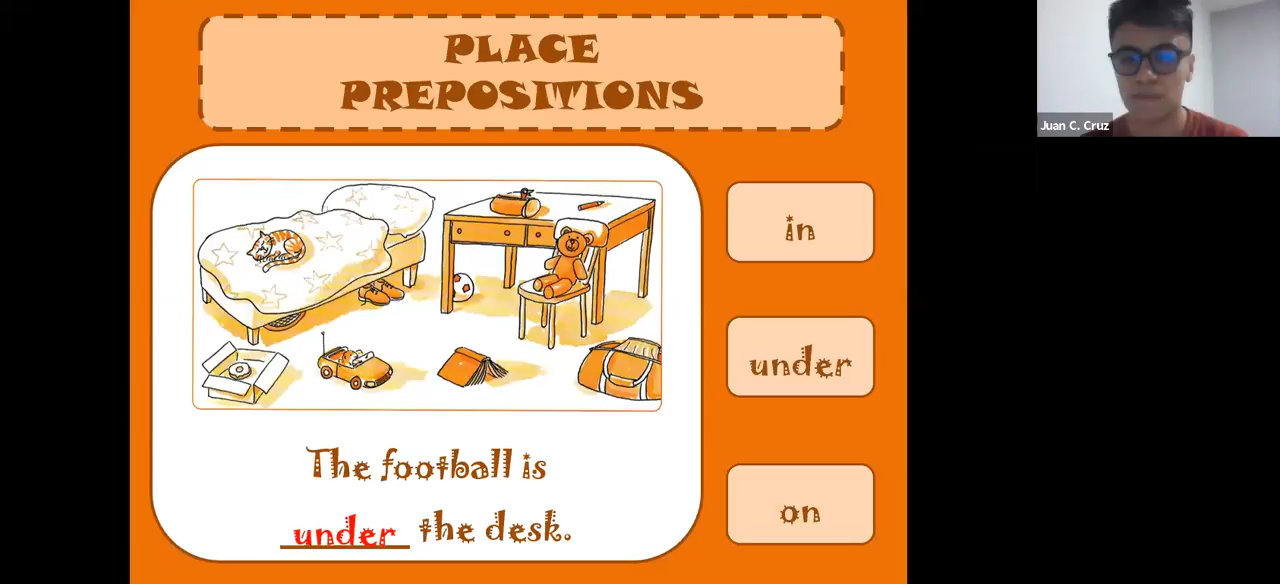 PLACE
PREPOSITIONS
Juan C. Cruz
in
under
on
The football is
under the desk.